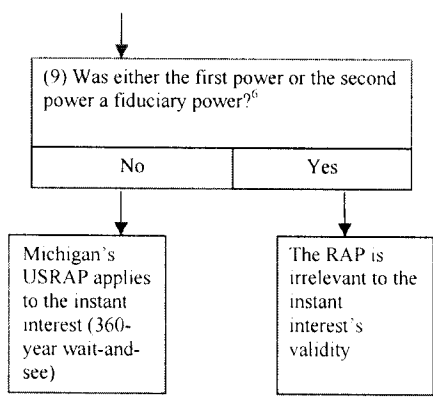 (9) Was either the first power or the second
power a fiduciary power?⁶
No
Yes
Michigan's
USRAP applies
to the instant
interest (360-
year wait-and-
see)
The RAP is
irrelevant to the
instant
interest's
validity